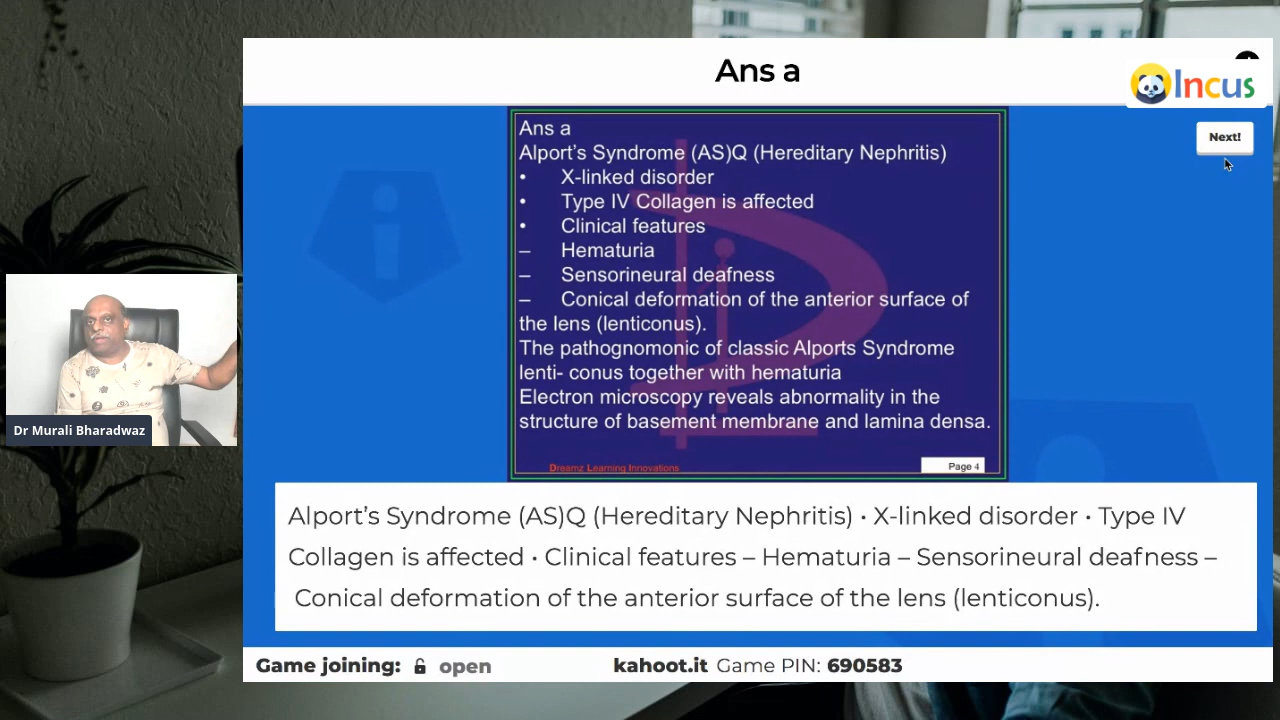 Ans a
Incus
Next!
Ans a
Alport's Syndrome (AS)Q (Hereditary Nephritis)
• X-linked disorder
• Type IV Collagen is affected
• Clinical features
– Hematuria
– Sensorineural deafness
– Conical deformation of the anterior surface of
the lens (lenticonus).
The pathognomonic of classic Alports Syndrome
lenti- conus together with hematuria
Electron microscopy reveals abnormality in the
structure of basement membrane and lamina densa.
Dreamz Learning Innovations
Page 4
Dr Murali Bharadwaz
Alport’s Syndrome (AS)Q (Hereditary Nephritis) • X-linked disorder • Type IV
Collagen is affected • Clinical features – Hematuria – Sensorineural deafness –
Conical deformation of the anterior surface of the lens (lenticonus).
Game joining: open kahoot.it Game PIN: 690583